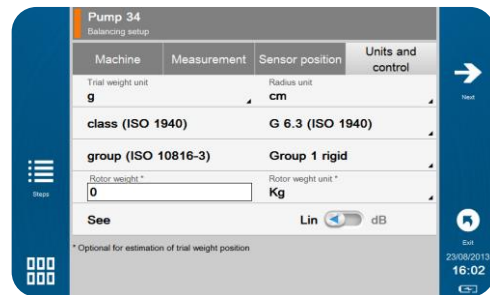 Pump 34
Balancing setup
Machine
Measurement
Sensor position
Units and
control
Trial weight unit
g
Radius unit
cm
Next
class (ISO 1940)
G 6.3 (ISO 1940)
group (ISO 10816-3)
Group 1 rigid
Steps
Rotor weight *
0
Rotor weght unit *
Kg
See
Lin
dB
* Optional for estimation of trial weight position
Exit
23/08/2013
16:02